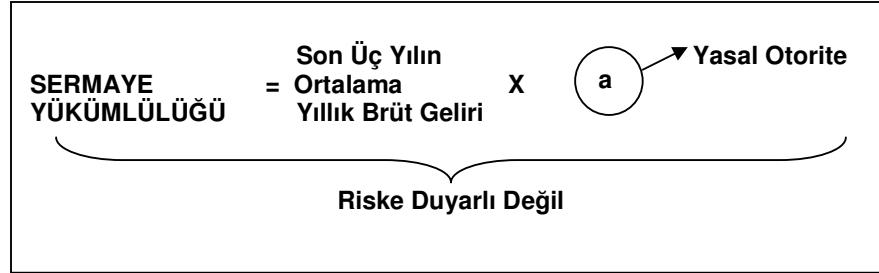 Son Üç Yılın
Yasal Otorite
SERMAYE = Ortalama X a
YÜKÜMLÜLÜĞÜ Yıllık Brüt Geliri
Riske Duyarlı Değil